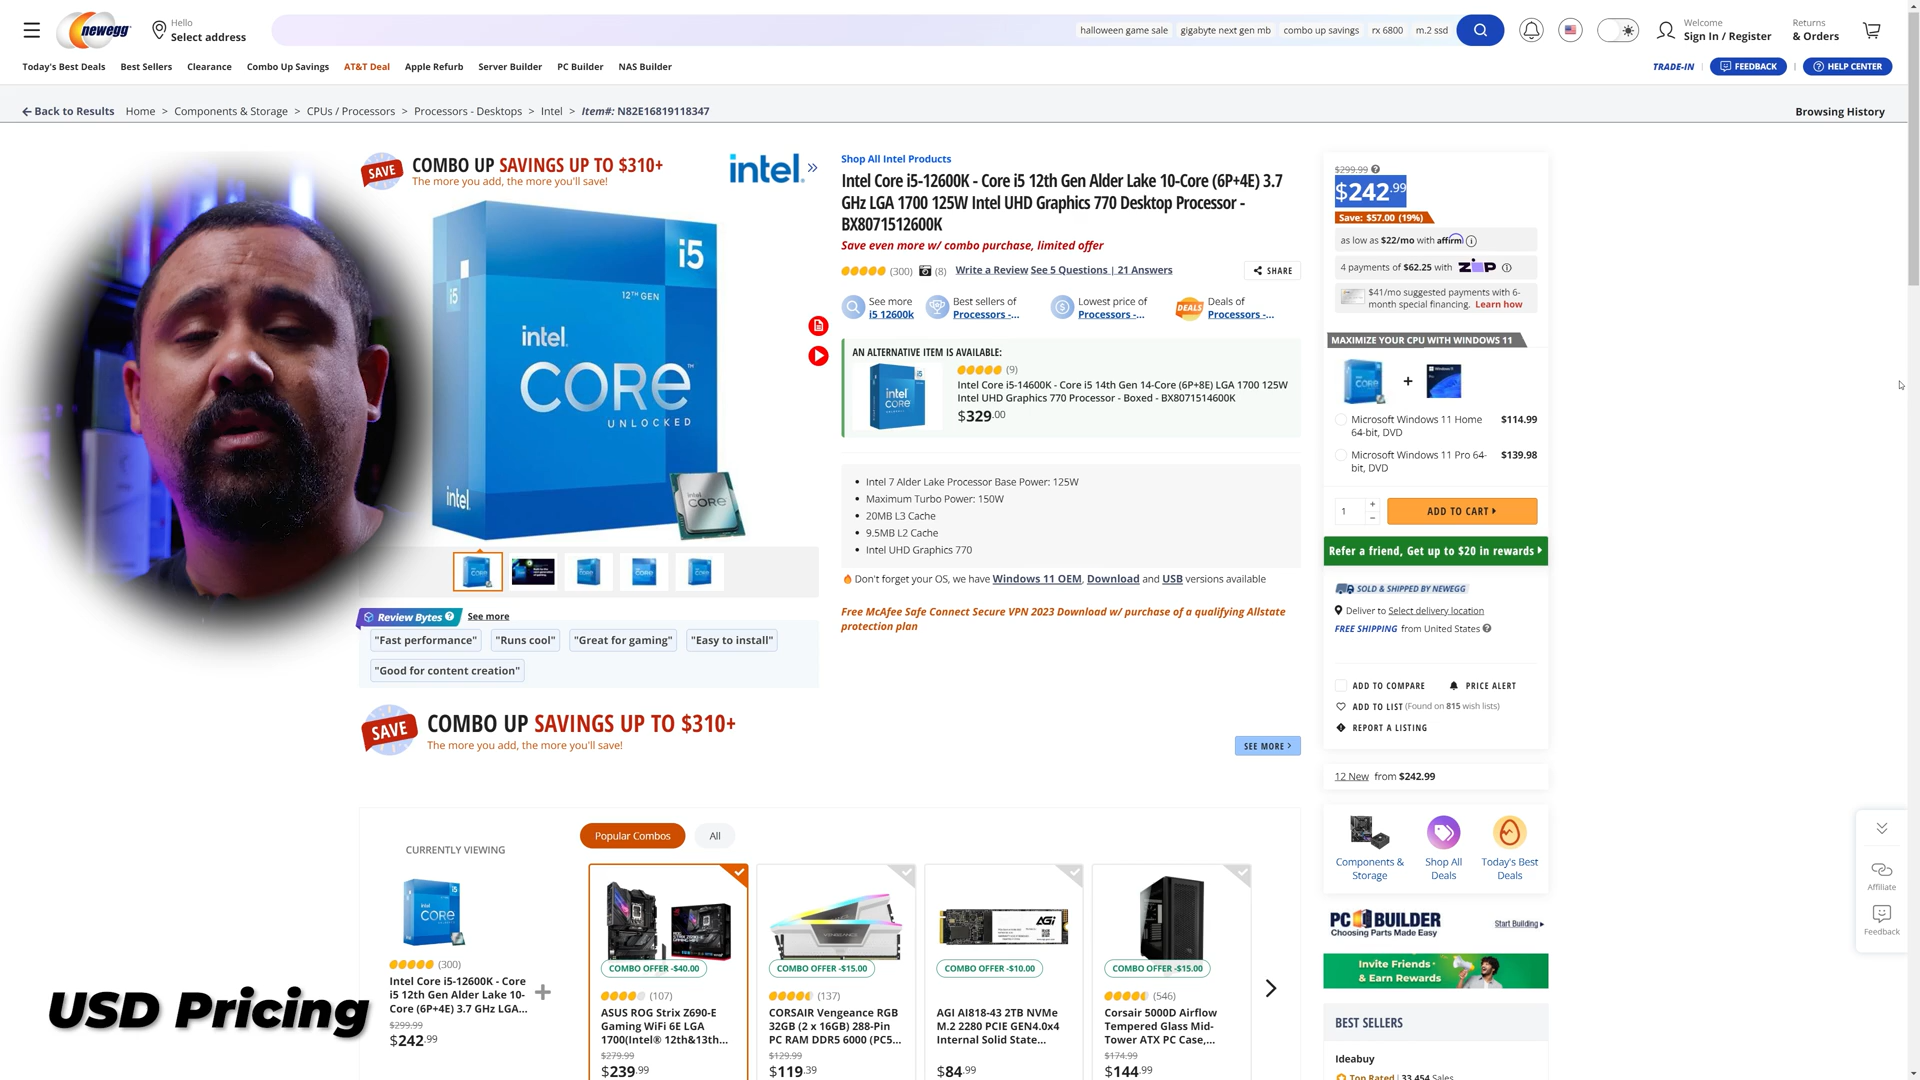 newegg
Hello
Select address
halloween game sale
gigabyte next gen mb
combo up savings
rx 6800
m.2 ssd
Welcome
Sign In / Register
Returns
& Orders
Today's Best Deals
Best Sellers
Clearance
Combo Up Savings
AT&T Deal
Apple Refurb
Server Builder
PC Builder
NAS Builder
TRADE-IN
FEEDBACK
HELP CENTER
Back to Results
Home > Components & Storage > CPUs / Processors > Processors - Desktops > Intel > Item#: N82E16819118347
Browsing History
SAVE
COMBO UP SAVINGS UP TO $310+
The more you add, the more you'll save!
intel.
i5
i5
12TH GEN
intel.
CORE™
UNLOCKED
intel
intel
CORE
Review Bytes
See more
"Fast performance"
"Runs cool"
"Great for gaming"
"Easy to install"
"Good for content creation"
Shop All Intel Products
Intel Core i5-12600K - Core i5 12th Gen Alder Lake 10-Core (6P+4E) 3.7
GHz LGA 1700 125W Intel UHD Graphics 770 Desktop Processor -
BX8071512600K
Save even more w/ combo purchase, limited offer
(300)
(8)
Write a Review
See 5 Questions | 21 Answers
SHARE
See more
i5 12600k
Best sellers of
Processors -...
Lowest price of
Processors -...
DEALS
Deals of
Processors -...
AN ALTERNATIVE ITEM IS AVAILABLE:
(9)
Intel Core i5-14600K - Core i5 14th Gen 14-Core (6P+8E) LGA 1700 125W
Intel UHD Graphics 770 Processor - Boxed - BX8071514600K
$329.00
Intel 7 Alder Lake Processor Base Power: 125W
Maximum Turbo Power: 150W
20MB L3 Cache
9.5MB L2 Cache
Intel UHD Graphics 770
Don't forget your OS, we have Windows 11 OEM, Download and USB versions available
Free McAfee Safe Connect Secure VPN 2023 Download w/ purchase of a qualifying Allstate
protection plan
$299.99
$242.99
Save: $57.00 (19%)
as low as $22/mo with affirm
4 payments of $62.25 with ZIP
$41/mo suggested payments with 6-
month special financing. Learn how
MAXIMIZE YOUR CPU WITH WINDOWS 11
+
Microsoft Windows 11 Home
64-bit, DVD
$114.99
Microsoft Windows 11 Pro 64-
bit, DVD
$139.98
1
ADD TO CART
Refer a friend, Get up to $20 in rewards
SOLD & SHIPPED BY NEWEGG
Deliver to Select delivery location
FREE SHIPPING from United States
ADD TO COMPARE
PRICE ALERT
ADD TO LIST (Found on 815 wish lists)
REPORT A LISTING
12 New from $242.99
Components &
Storage
Shop All
Deals
Today's Best
Deals
PC BUILDER
Choosing Parts Made Easy
Start Building
Invite Friends
& Earn Rewards
BEST SELLERS
Ideabuy
Top Rated | 33,454 Sales
Affiliate
Feedback
SAVE
COMBO UP SAVINGS UP TO $310+
The more you add, the more you'll save!
SEE MORE
CURRENTLY VIEWING
Popular Combos
All
(300)
Intel Core i5-12600K - Core
i5 12th Gen Alder Lake 10-
Core (6P+4E) 3.7 GHz LGA...
$299.99
$242.99
COMBO OFFER -$40.00
(107)
ASUS ROG Strix Z690-E
Gaming WiFi 6E LGA
1700(Intel® 12th&13th...
$279.99
$239.99
COMBO OFFER -$15.00
(137)
CORSAIR Vengeance RGB
32GB (2 x 16GB) 288-Pin
PC RAM DDR5 6000 (PC5...
$129.99
$119.39
AGI
COMBO OFFER -$10.00
AGI AI818-43 2TB NVMe
M.2 2280 PCIE GEN4.0x4
Internal Solid State...
$84.99
COMBO OFFER -$15.00
(546)
Corsair 5000D Airflow
Tempered Glass Mid-
Tower ATX PC Case,...
$174.99
$144.99
USD Pricing